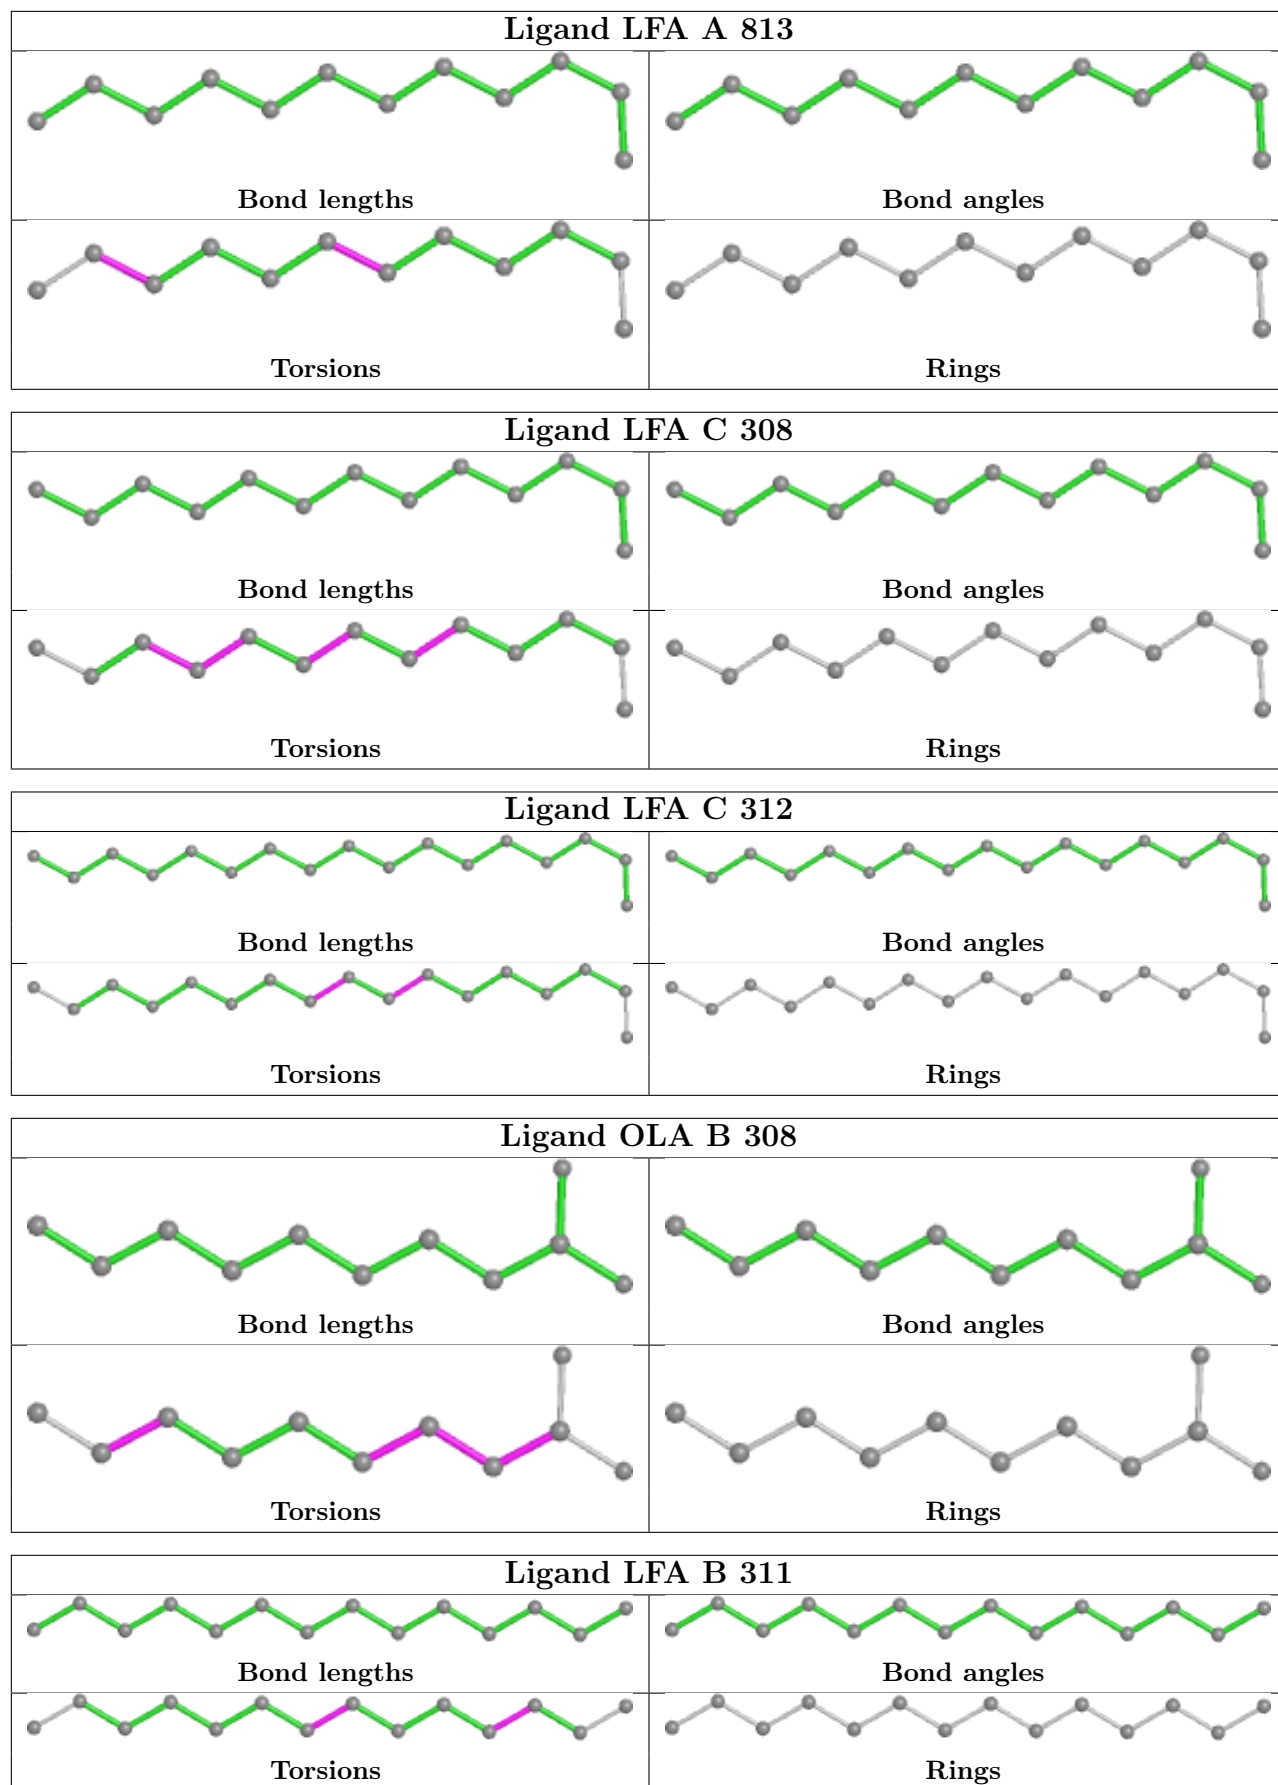 Ligand LFA A 813
Bond lengths
Bond angles
Torsions
Rings
Ligand LFA C 308
Bond lengths
Bond angles
Torsions
Rings
Ligand LFA C 312
Bond lengths
Bond angles
Torsions
Rings
Ligand OLA B 308
Bond lengths
Bond angles
Torsions
Rings
Ligand LFA B 311
Bond lengths
Bond angles
Torsions
Rings